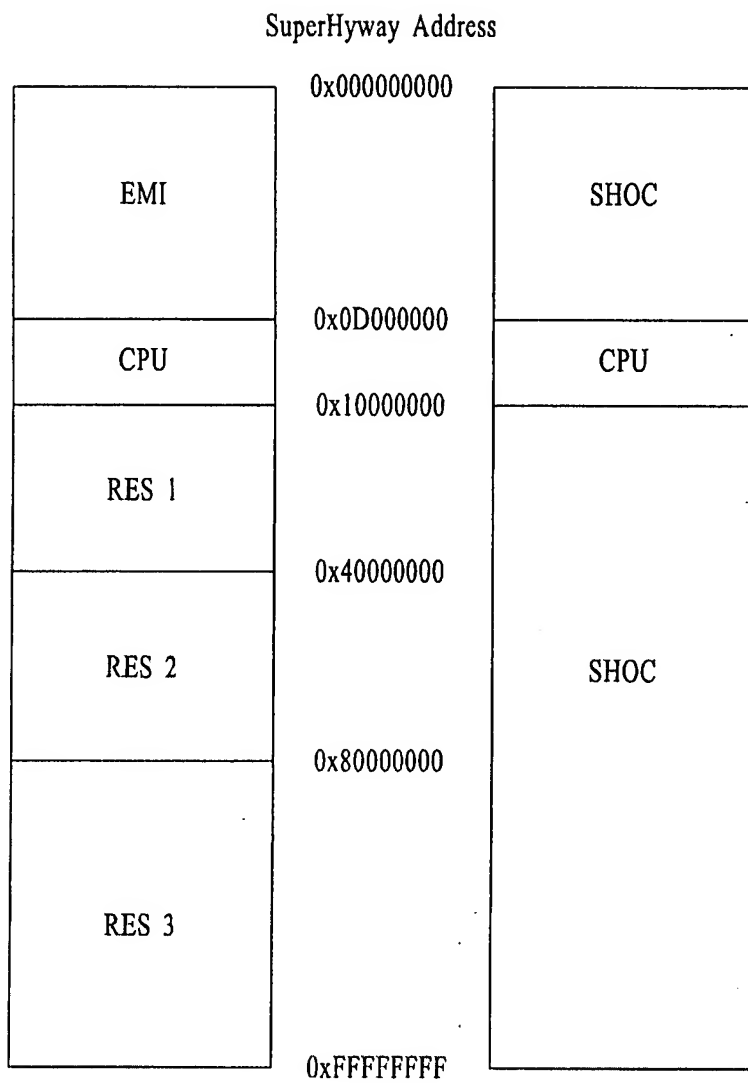 SuperHyway Address
0x000000000
EMI
SHOC
0x0D000000
CPU
CPU
0x10000000
RES 1
0x40000000
RES 2
SHOC
0x80000000
RES 3
0xFFFFFFFF